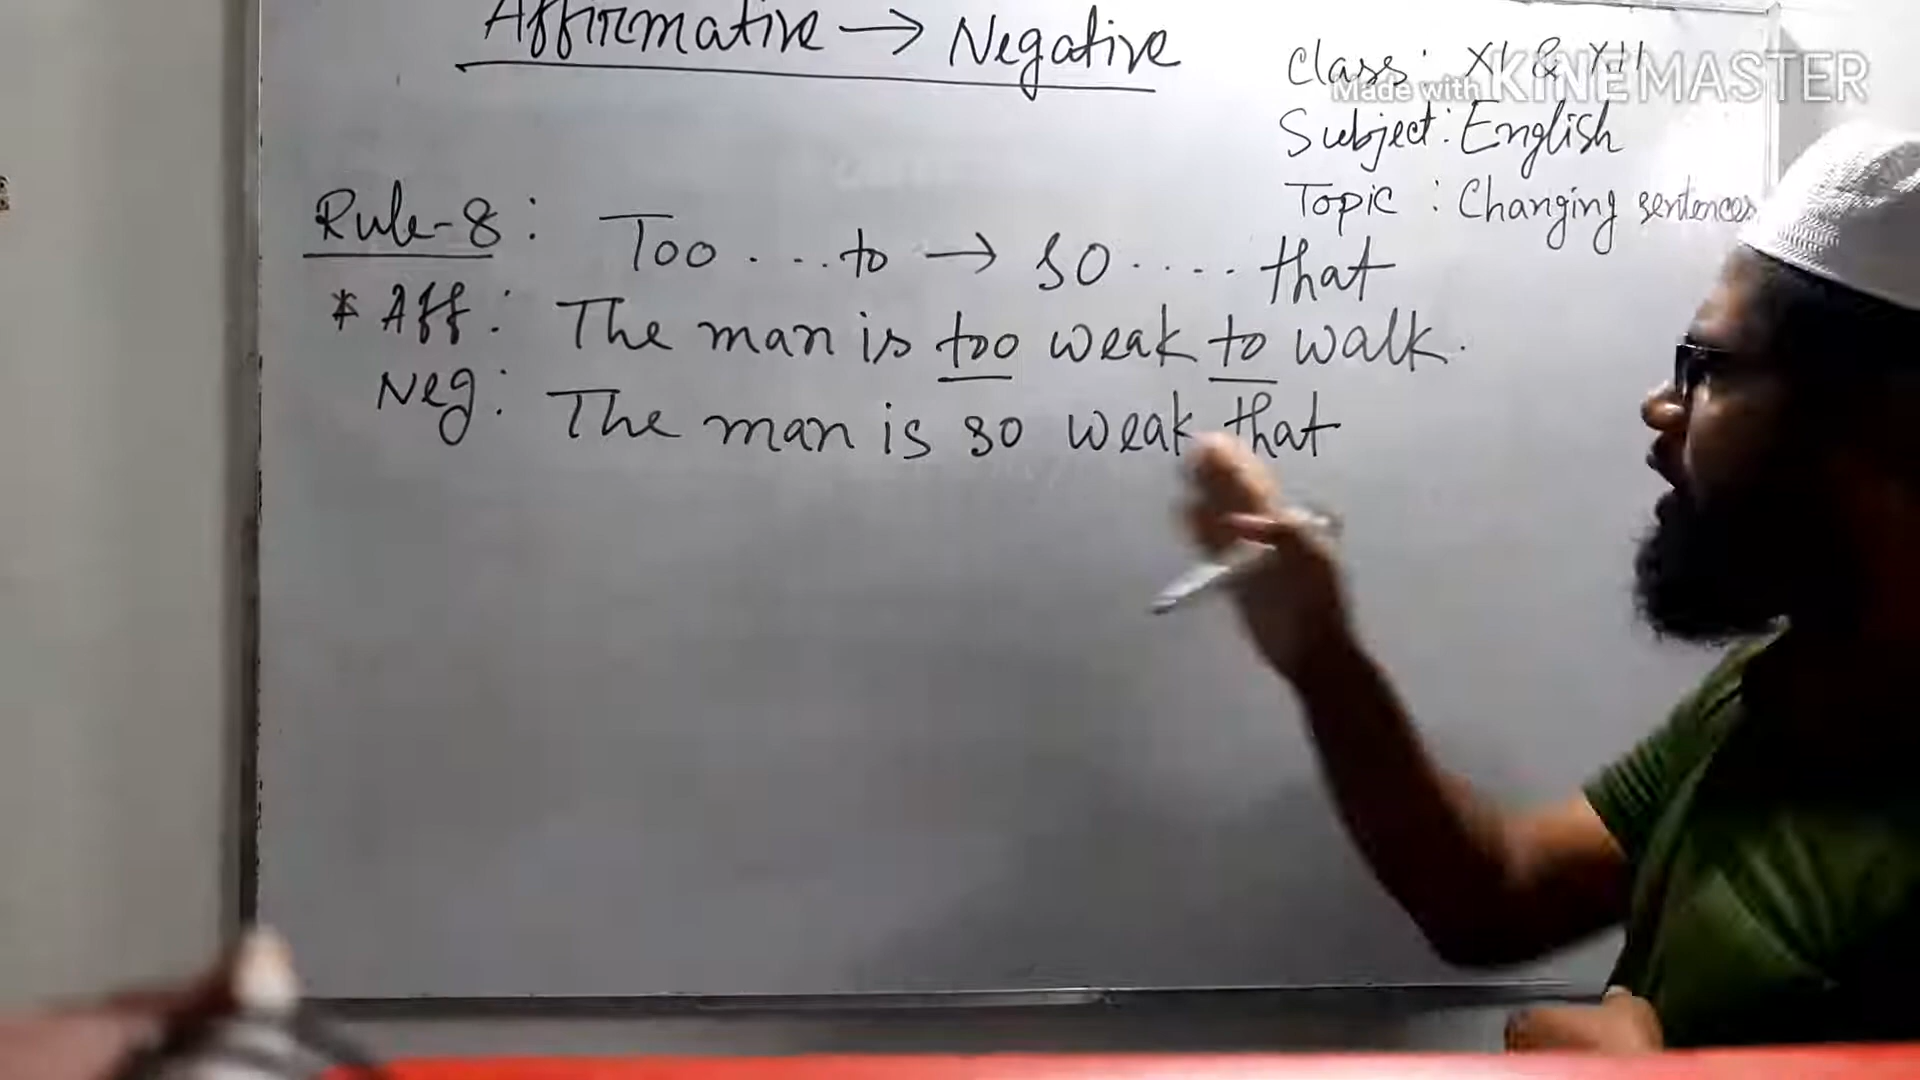 Affirmative → Negative
Class: XI & XII
Made with KINEMASTER
Subject: English
Topic : Changing sentences
Rule-8: Too ....to → so ..... that
* Aff: The man is too weak to walk.
Neg: The man is so weak that